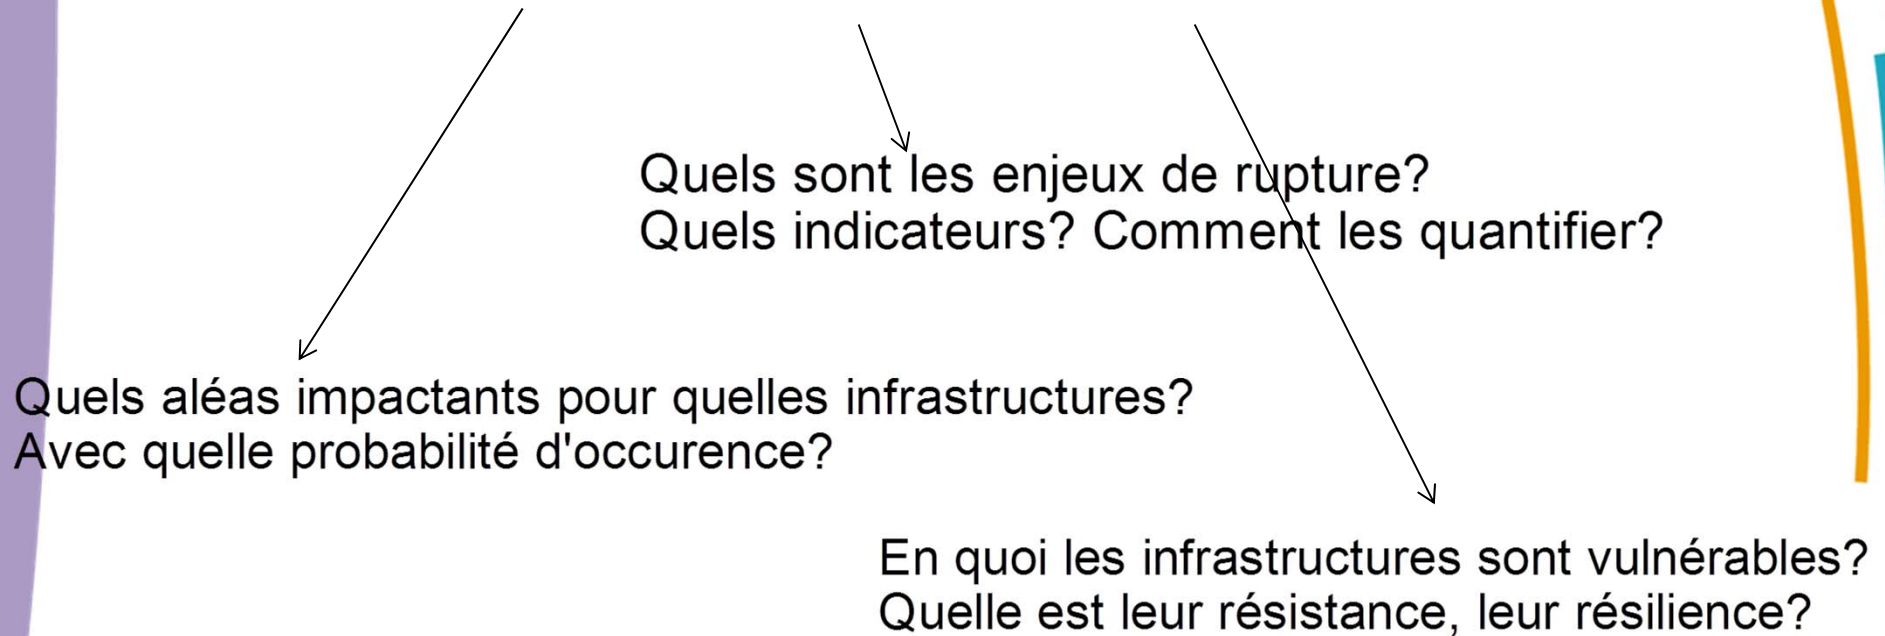 Quels sont les enjeux de rupture?
Quels indicateurs? Comment les quantifier?
Quels aléas impactants pour quelles infrastructures?
Avec quelle probabilité d'occurence?
En quoi les infrastructures sont vulnérables?
Quelle est leur résistance, leur résilience?